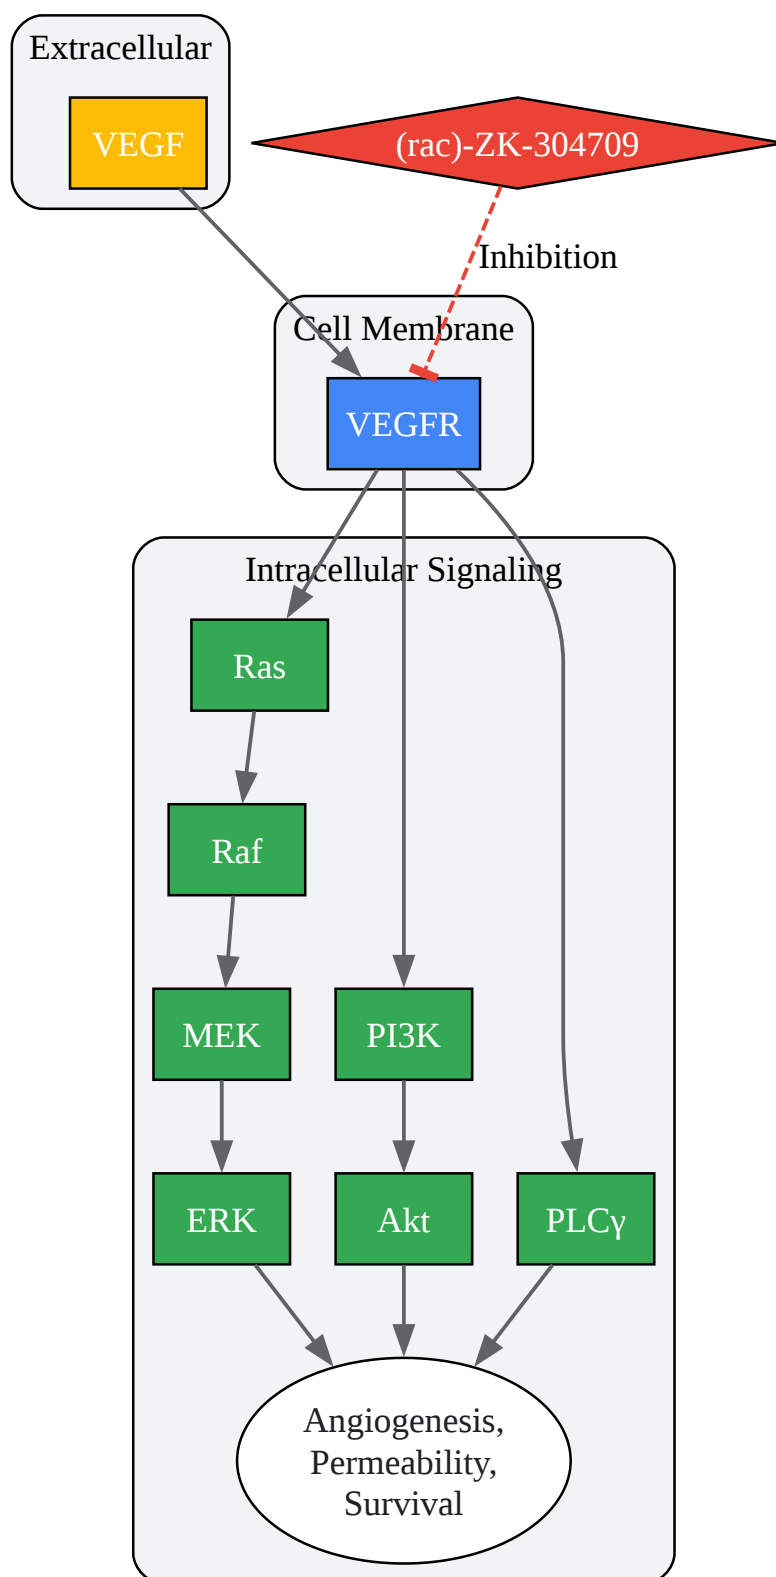 Extracellular
VEGF
(rac)-ZK-304709
Inhibition
Cell Membrane
VEGFR
Intracellular Signaling
Ras
Raf
MEK
PI3K
ERK
Akt
PLCγ
Angiogenesis,
Permeability,
Survival